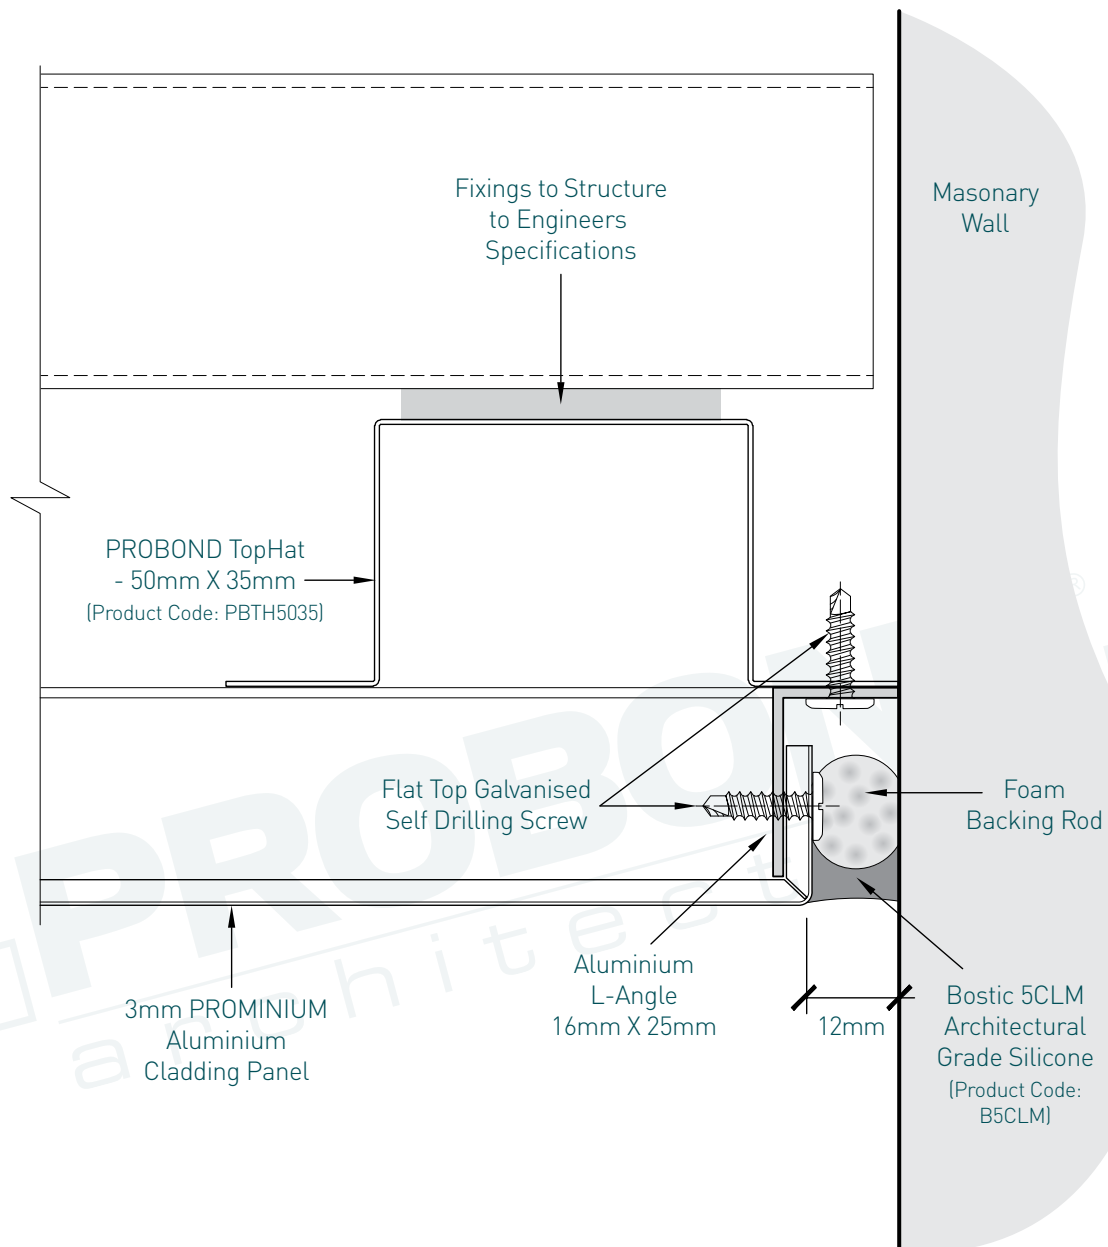 Fixings to Structure
to Engineers
Specifications
Masonary
Wall
PROBOND TopHat
- 50mm X 35mm
(Product Code: PBTH5035)
®
PROBON
architect
Flat Top Galvanised
Self Drilling Screw
Foam
Backing Rod
Aluminium
L-Angle
16mm X 25mm
3mm PROMINIUM
Aluminium
Cladding Panel
12mm
Bostic 5CLM
Architectural
Grade Silicone
(Product Code:
B5CLM)